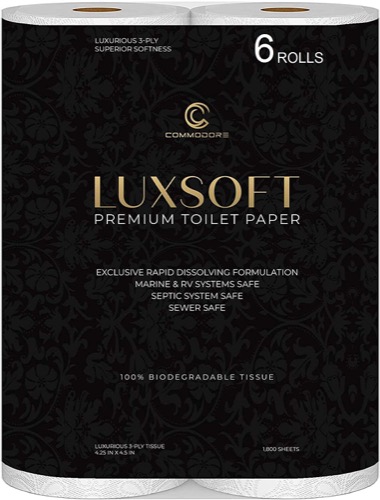 LUXURIOUS 3-PLY
SUPERIOR SOFTNESS
6 ROLLS
COMMODORE
LUXSOFT
PREMIUM TOILET PAPER
EXCLUSIVE RAPID DISSOLVING FORMULATION
MARINE & RV SYSTEMS SAFE
SEPTIC SYSTEM SAFE
SEWER SAFE
100% BIODEGRADABLE TISSUE
LUXURIOUS 3-PLY TISSUE
4.25 IN X 4.5 IN
1,800 SHEETS